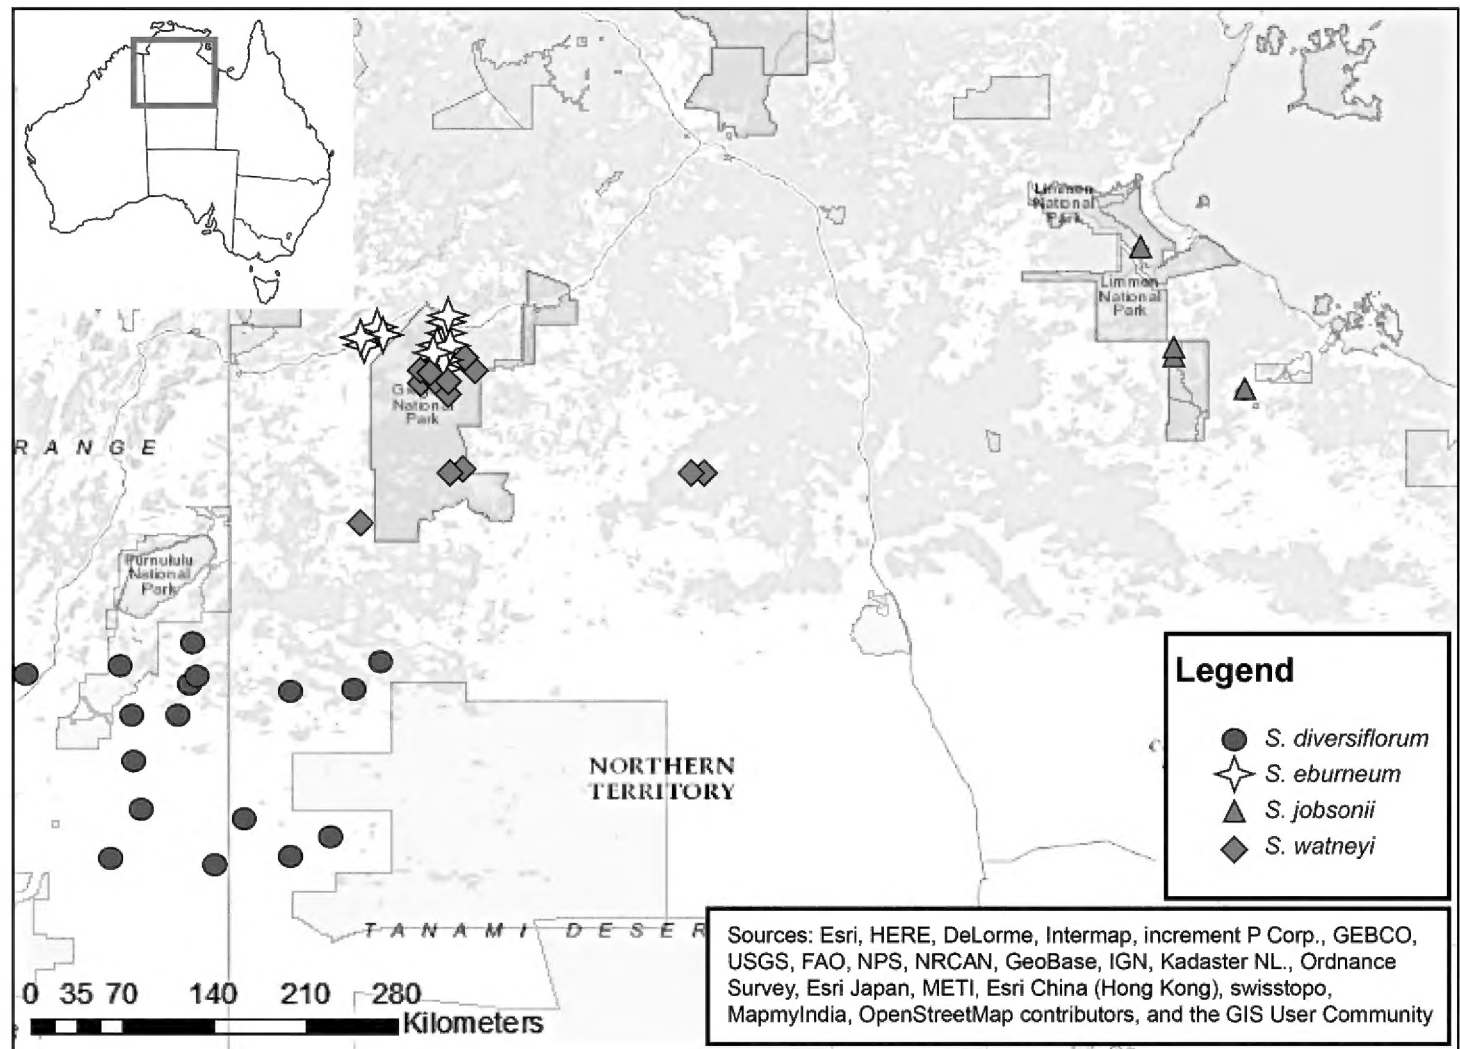 Limmen
National
Park
Limmen
National
Park
National
Park
RANGE
Purnululu
National
Park
Legend
S. diversiflorum
S. eburneum
S. jobsonii
S. watneyi
NORTHERN
TERRITORY
TANAMI DESER
Sources: Esri, HERE, DeLorme, Intermap, increment P Corp., GEBCO,
USGS, FAO, NPS, NRCAN, GeoBase, IGN, Kadaster NL., Ordnance
Survey, Esri Japan, METI, Esri China (Hong Kong), swisstopo,
MapmyIndia, OpenStreetMap contributors, and the GIS User Community
0 35 70 140 210 280
Kilometers